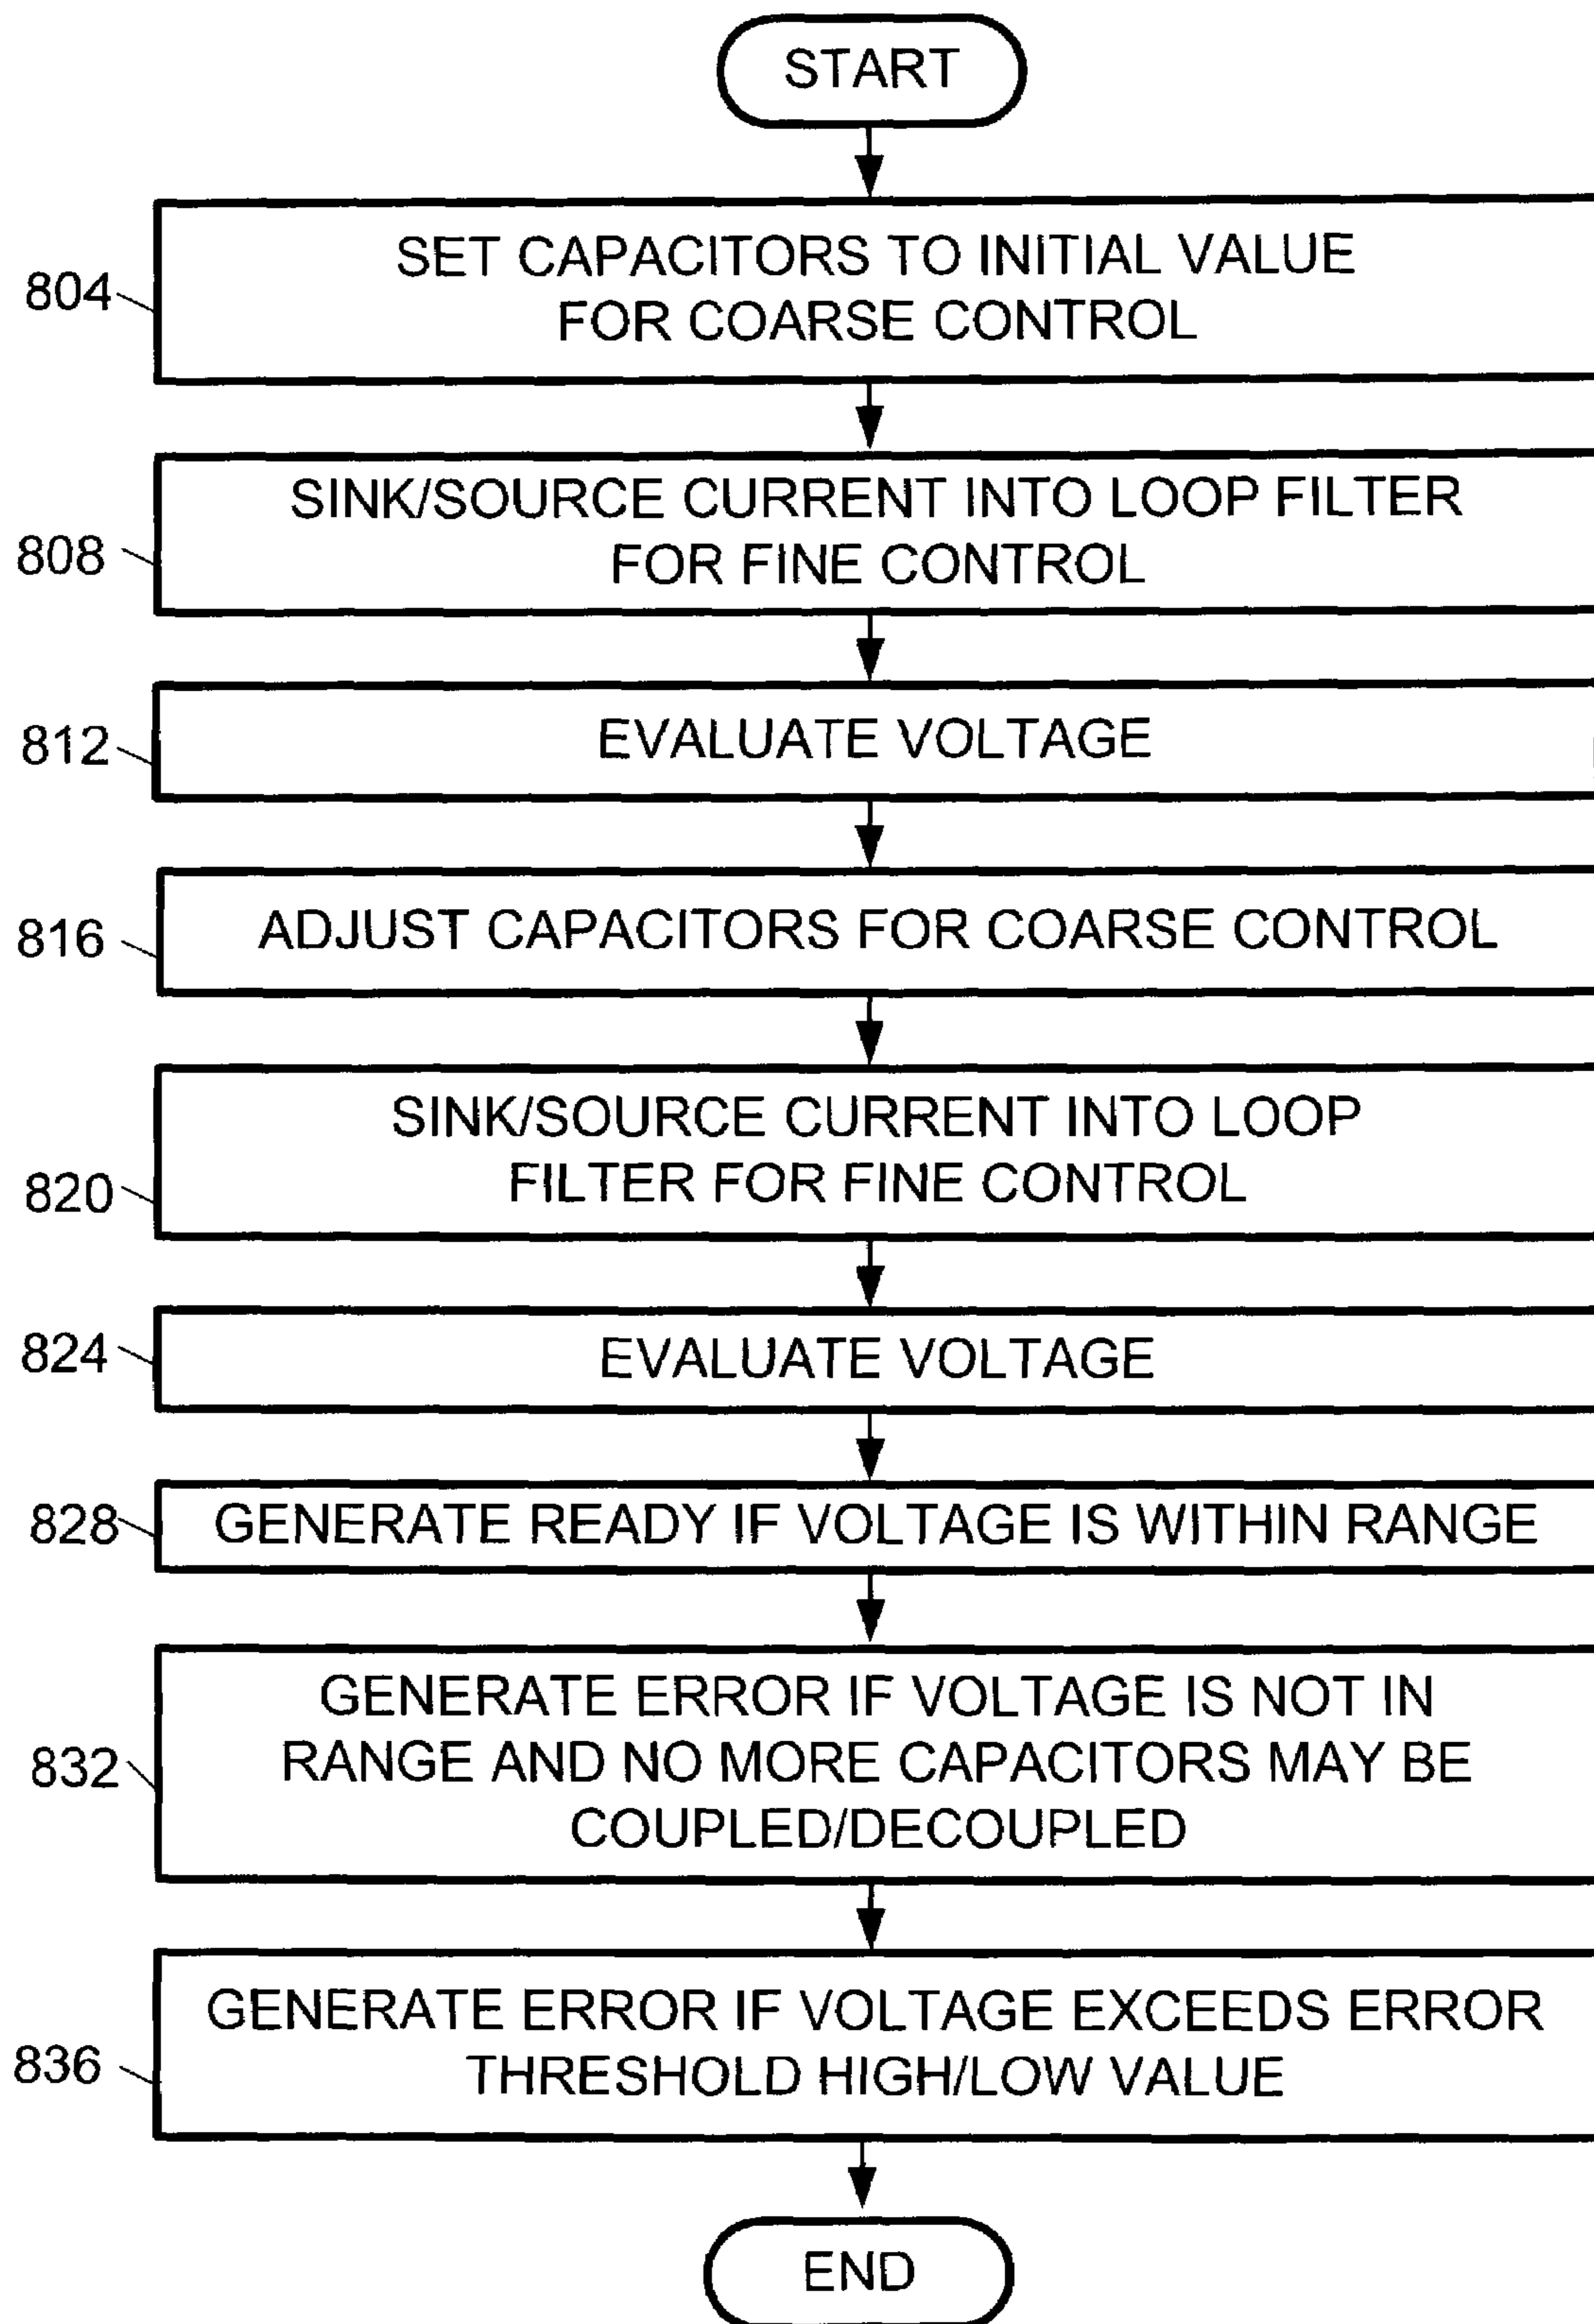 START
804
SET CAPACITORS TO INITIAL VALUE
FOR COARSE CONTROL
808
SINK/SOURCE CURRENT INTO LOOP FILTER
FOR FINE CONTROL
812
EVALUATE VOLTAGE
816
ADJUST CAPACITORS FOR COARSE CONTROL
820
SINK/SOURCE CURRENT INTO LOOP
FILTER FOR FINE CONTROL
824
EVALUATE VOLTAGE
828
GENERATE READY IF VOLTAGE IS WITHIN RANGE
832
GENERATE ERROR IF VOLTAGE IS NOT IN
RANGE AND NO MORE CAPACITORS MAY BE
COUPLED/DECOUPLED
836
GENERATE ERROR IF VOLTAGE EXCEEDS ERROR
THRESHOLD HIGH/LOW VALUE
END